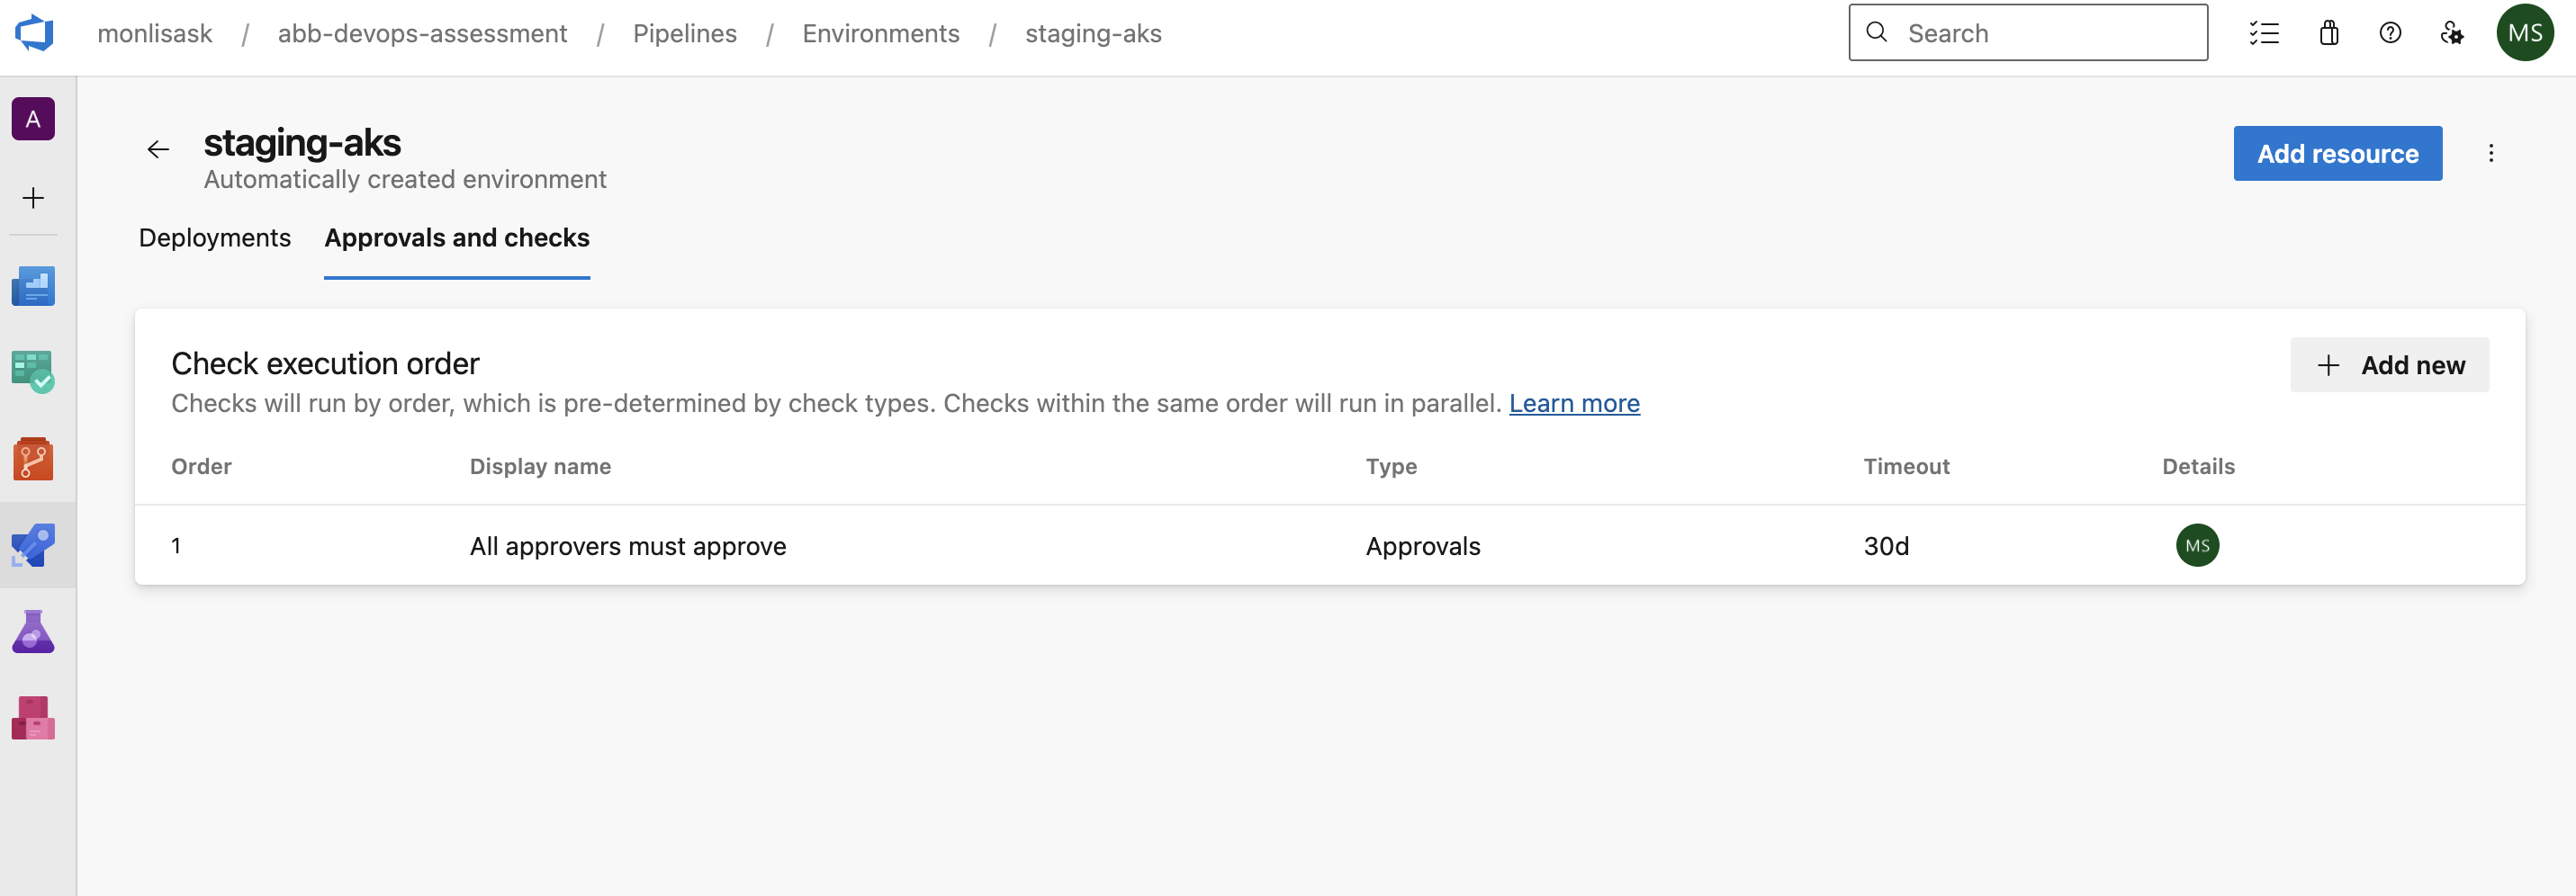 monlisask / abb-devops-assessment / Pipelines / Environments / staging-aks Search MS
A
staging-aks
Automatically created environment
Add resource
Deployments Approvals and checks
Check execution order
Add new
Checks will run by order, which is pre-determined by check types. Checks within the same order will run in parallel. Learn more
Order Display name Type Timeout Details
1 All approvers must approve Approvals 30d MS